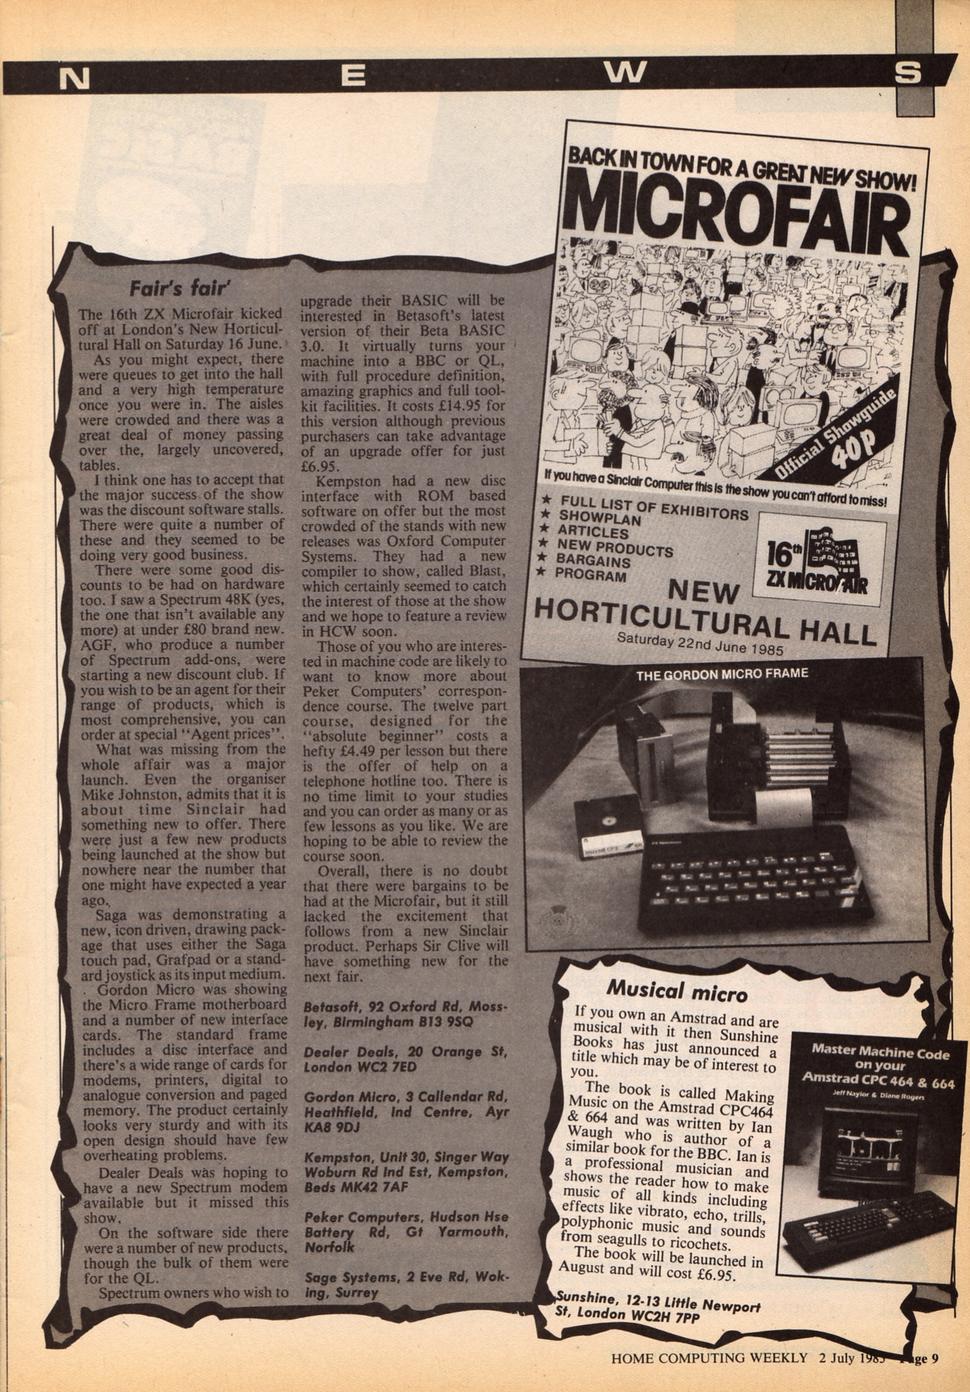 N E W S
Fair's fair'
The 16th ZX Microfair kicked
off at London's New Horticul-
tural Hall on Saturday 16 June.
As you might expect, there
were queues to get into the hall
and a very high temperature
once you were in. The aisles
were crowded and there was a
great deal of money passing
over the, largely uncovered,
tables.
I think one has to accept that
the major success of the show
was the discount software stalls.
There were quite a number of
these and they seemed to be
doing very good business.
There were some good dis-
counts to be had on hardware
too. I saw a Spectrum 48K (yes,
the one that isn't available any
more) at under £80 brand new.
AGF, who produce a number
of Spectrum add-ons, were
starting a new discount club. If
you wish to be an agent for their
range of products, which is
most comprehensive, you can
order at special "Agent prices".
What was missing from the
whole affair was a major
launch. Even the organiser
Mike Johnston, admits that it is
about time Sinclair had
something new to offer. There
were just a few new products
being launched at the show but
nowhere near the number that
one might have expected a year
ago.
Saga was demonstrating a
new, icon driven, drawing pack-
age that uses either the Saga
touch pad, Grafpad or a stand-
ard joystick as its input medium.
Gordon Micro was showing
the Micro Frame motherboard
and a number of new interface
cards. The standard frame
includes a disc interface and
there's a wide range of cards for
modems, printers, digital to
analogue conversion and paged
memory. The product certainly
looks very sturdy and with its
open design should have few
overheating problems.
Dealer Deals was hoping to
have a new Spectrum modem
available but it missed this
show.
On the software side there
were a number of new products,
though the bulk of them were
for the QL.
Spectrum owners who wish to
upgrade their BASIC will be
interested in Betasoft's latest
version of their Beta BASIC
3.0. It virtually turns your
machine into a BBC or QL,
with full procedure definition,
amazing graphics and full tool-
kit facilities. It costs £14.95 for
this version although previous
purchasers can take advantage
of an upgrade offer for just
£6.95.
Kempston had a new disc
interface with ROM based
software on offer but the most
crowded of the stands with new
releases was Oxford Computer
Systems. They had a new
compiler to show, called Blast,
which certainly seemed to catch
the interest of those at the show
and we hope to feature a review
in HCW soon.
Those of you who are interes-
ted in machine code are likely to
want to know more about
Peker Computers' correspon-
dence course. The twelve part
course, designed for the
"absolute beginner" costs a
hefty £4.49 per lesson but there
is the offer of help on a
telephone hotline too. There is
no time limit to your studies
and you can order as many or as
few lessons as you like. We are
hoping to be able to review the
course soon.
Overall, there is no doubt
that there were bargains to be
had at the Microfair, but it still
lacked the excitement that
follows from a new Sinclair
product. Perhaps Sir Clive will
have something new for the
next fair.
Betasoft, 92 Oxford Rd, Moss-
ley, Birmingham B13 9SQ
Dealer Deals, 20 Orange St,
London WC2 7ED
Gordon Micro, 3 Callendar Rd,
Heathfield, Ind Centre, Ayr
KA8 9DJ
Kempston, Unit 30, Singer Way
Woburn Rd Ind Est, Kempston,
Beds MK42 7AF
Peker Computers, Hudson Hse
Battery Rd, Gt Yarmouth,
Norfolk
Sage Systems, 2 Eve Rd, Wok-
ing, Surrey
BACK IN TOWN FOR A GREAT NEW SHOW!
MICROFAIR
Official Showguide
40p
If you have a Sinclair Computer this is the show you can't afford to miss!
★ FULL LIST OF EXHIBITORS
★ SHOWPLAN
★ ARTICLES
★ NEW PRODUCTS
★ BARGAINS
★ PROGRAM
16th
ZX MICROFAIR
NEW
HORTICULTURAL HALL
Saturday 22nd June 1985
THE GORDON MICRO FRAME
Musical micro
If you own an Amstrad and are
musical with it then Sunshine
Books has just announced a
title which may be of interest to
you.
The book is called Making
Music on the Amstrad CPC464
& 664 and was written by Ian
Waugh who is author of a
similar book for the BBC. Ian is
a professional musician and
shows the reader how to make
music of all kinds including
effects like vibrato, echo, trills,
polyphonic music and sounds
from seagulls to ricochets.
The book will be launched in
August and will cost £6.95.
Sunshine, 12-13 Little Newport
St, London WC2H 7PP
Master Machine Code
on your
Amstrad CPC 464 & 664
Jeff Naylor & Diane Rogers
HOME COMPUTING WEEKLY 2 July 1985 Page 9